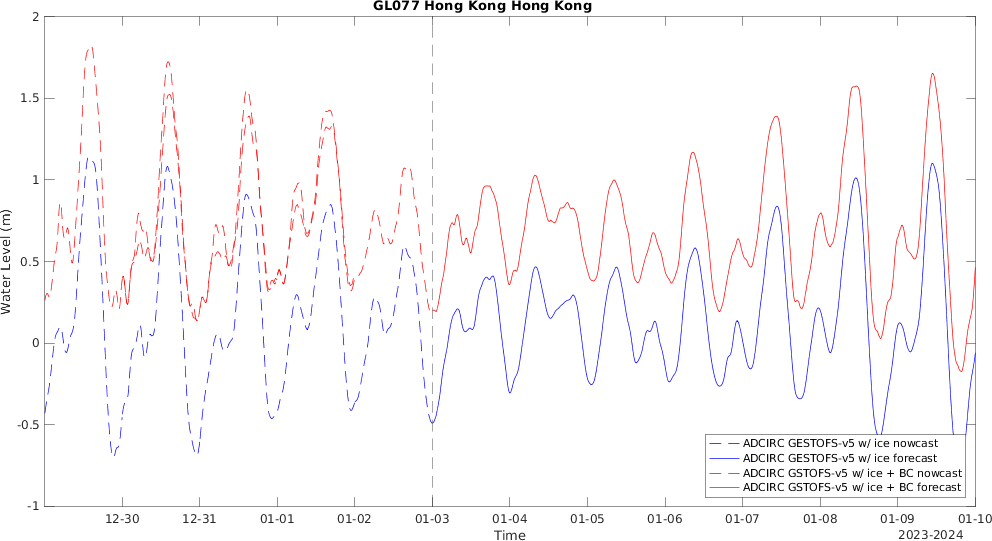 GL077 Hong Kong Hong Kong
2
1.5
1
0.5
0
-0.5
-1
Water Level (m)
ADCIRC GESTOFS-v5 w/ ice nowcast
ADCIRC GESTOFS-v5 w/ ice forecast
ADCIRC GSTOFS-v5 w/ ice + BC nowcast
ADCIRC GSTOFS-v5 w/ ice + BC forecast
12-30 12-31 01-01 01-02 01-03 01-04 01-05 01-06 01-07 01-08 01-09 01-10
Time
2023-2024